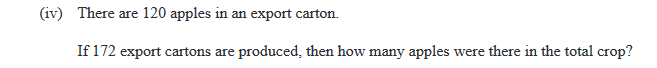 (iv) There are 120 apples in an export carton.
If 172 export cartons are produced, then how many apples were there in the total crop?